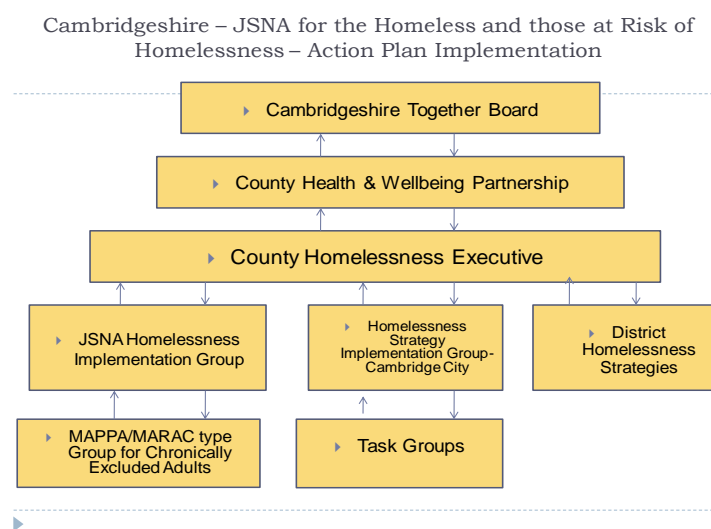 Cambridgeshire – JSNA for the Homeless and those at Risk of
Homelessness – Action Plan Implementation
Cambridgeshire Together Board
County Health & Wellbeing Partnership
County Homelessness Executive
JSNA Homelessness
Implementation Group
Homelessness
Strategy
Implementation Group-
Cambridge City
District
Homelessness
Strategies
MAPPA/MARAC type
Group for Chronically
Excluded Adults
Task Groups